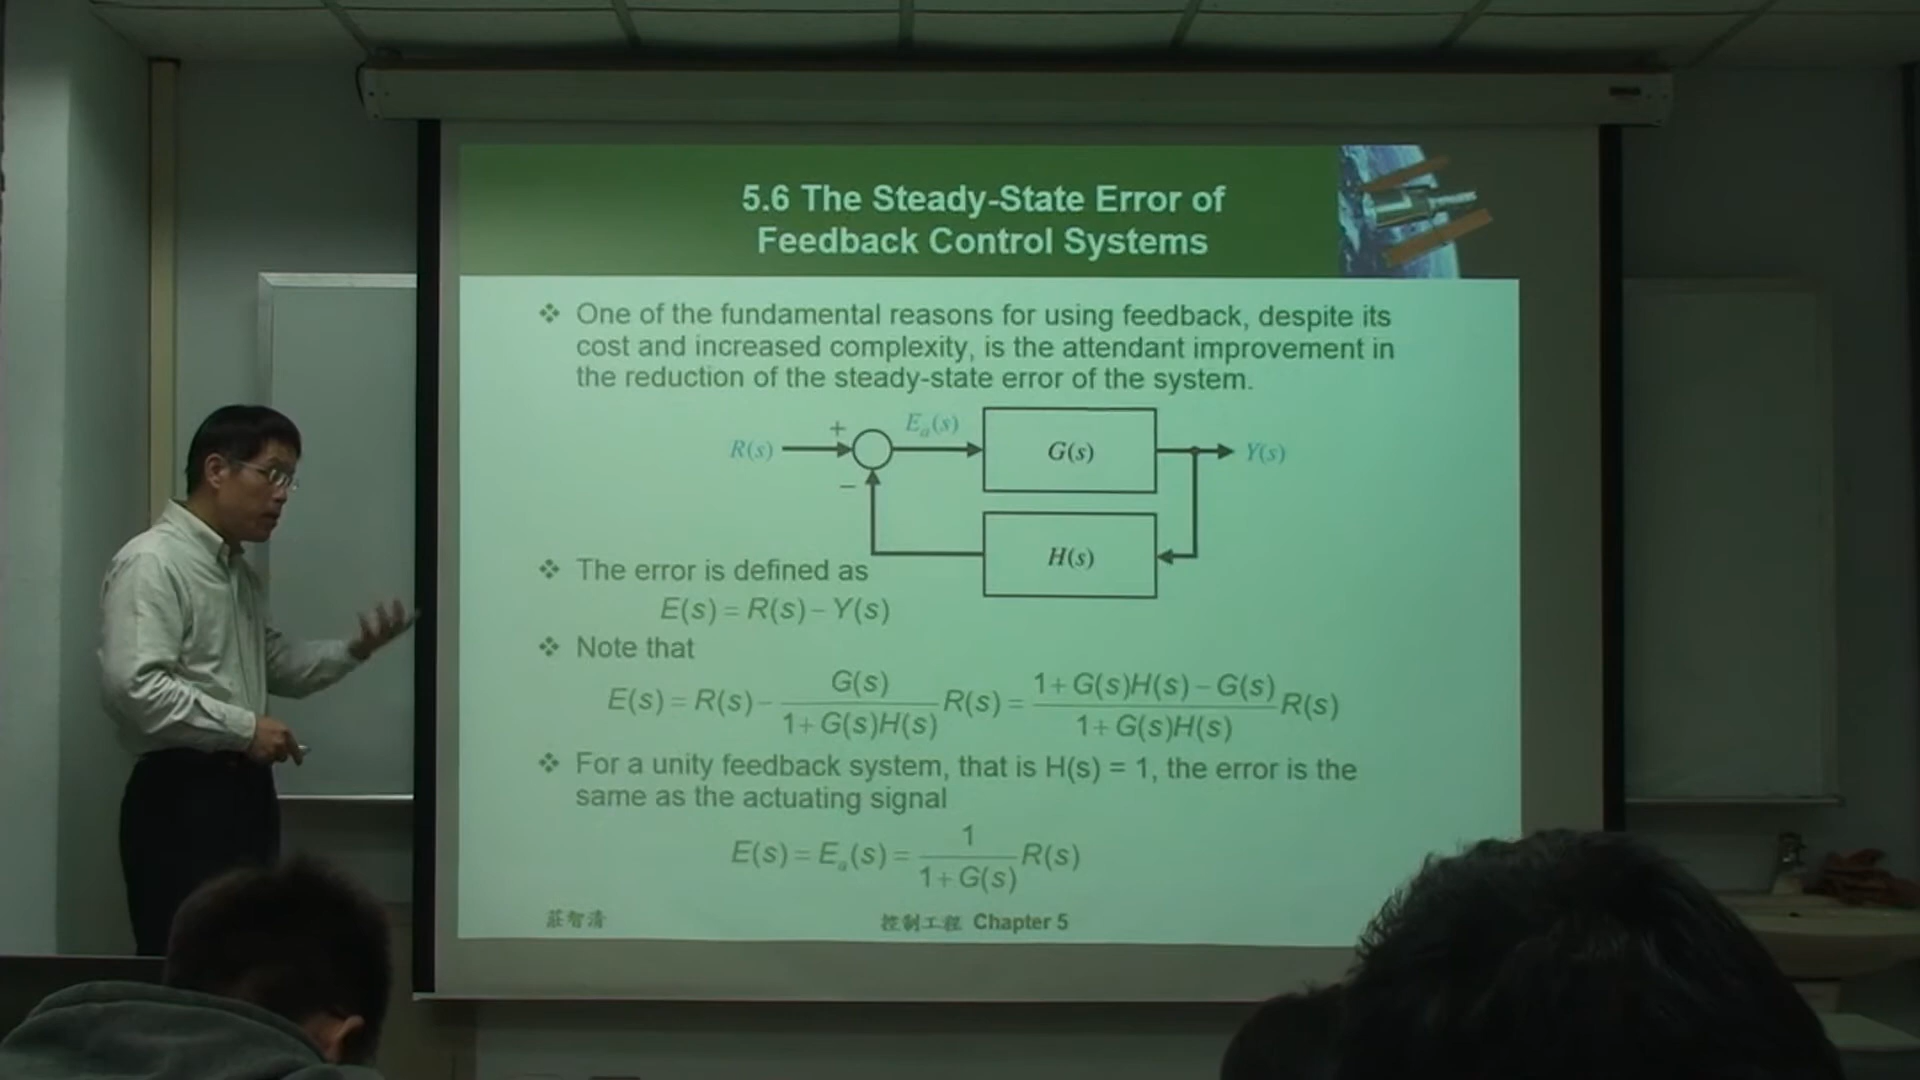 5.6 The Steady-State Error of
Feedback Control Systems
❖ One of the fundamental reasons for using feedback, despite its
cost and increased complexity, is the attendant improvement in
the reduction of the steady-state error of the system.
R(s) + − Eₐ(s) G(s) Y(s)
H(s)
❖ The error is defined as
E(s) = R(s) − Y(s)
❖ Note that
E(s) = R(s) − G(s) / 1+G(s)H(s) R(s) = 1+G(s)H(s)−G(s) / 1+G(s)H(s) R(s)
❖ For a unity feedback system, that is H(s) = 1, the error is the
same as the actuating signal
E(s) = Eₐ(s) = 1 / 1+G(s) R(s)
莊智清 控制工程 Chapter 5